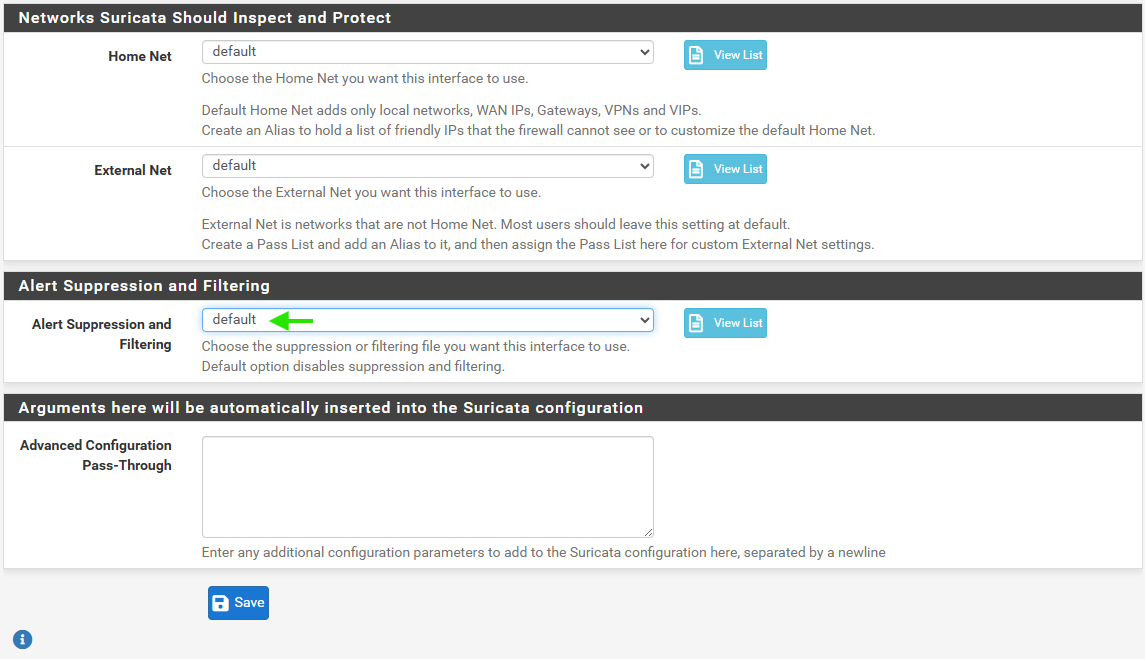 Networks Suricata Should Inspect and Protect
Home Net
default
View List
Choose the Home Net you want this interface to use.
Default Home Net adds only local networks, WAN IPs, Gateways, VPNs and VIPs.
Create an Alias to hold a list of friendly IPs that the firewall cannot see or to customize the default Home Net.
External Net
default
View List
Choose the External Net you want this interface to use.
External Net is networks that are not Home Net. Most users should leave this setting at default.
Create a Pass List and add an Alias to it, and then assign the Pass List here for custom External Net settings.
Alert Suppression and Filtering
Alert Suppression and
Filtering
default
View List
Choose the suppression or filtering file you want this interface to use.
Default option disables suppression and filtering.
Arguments here will be automatically inserted into the Suricata configuration
Advanced Configuration
Pass-Through
Enter any additional configuration parameters to add to the Suricata configuration here, separated by a newline
Save